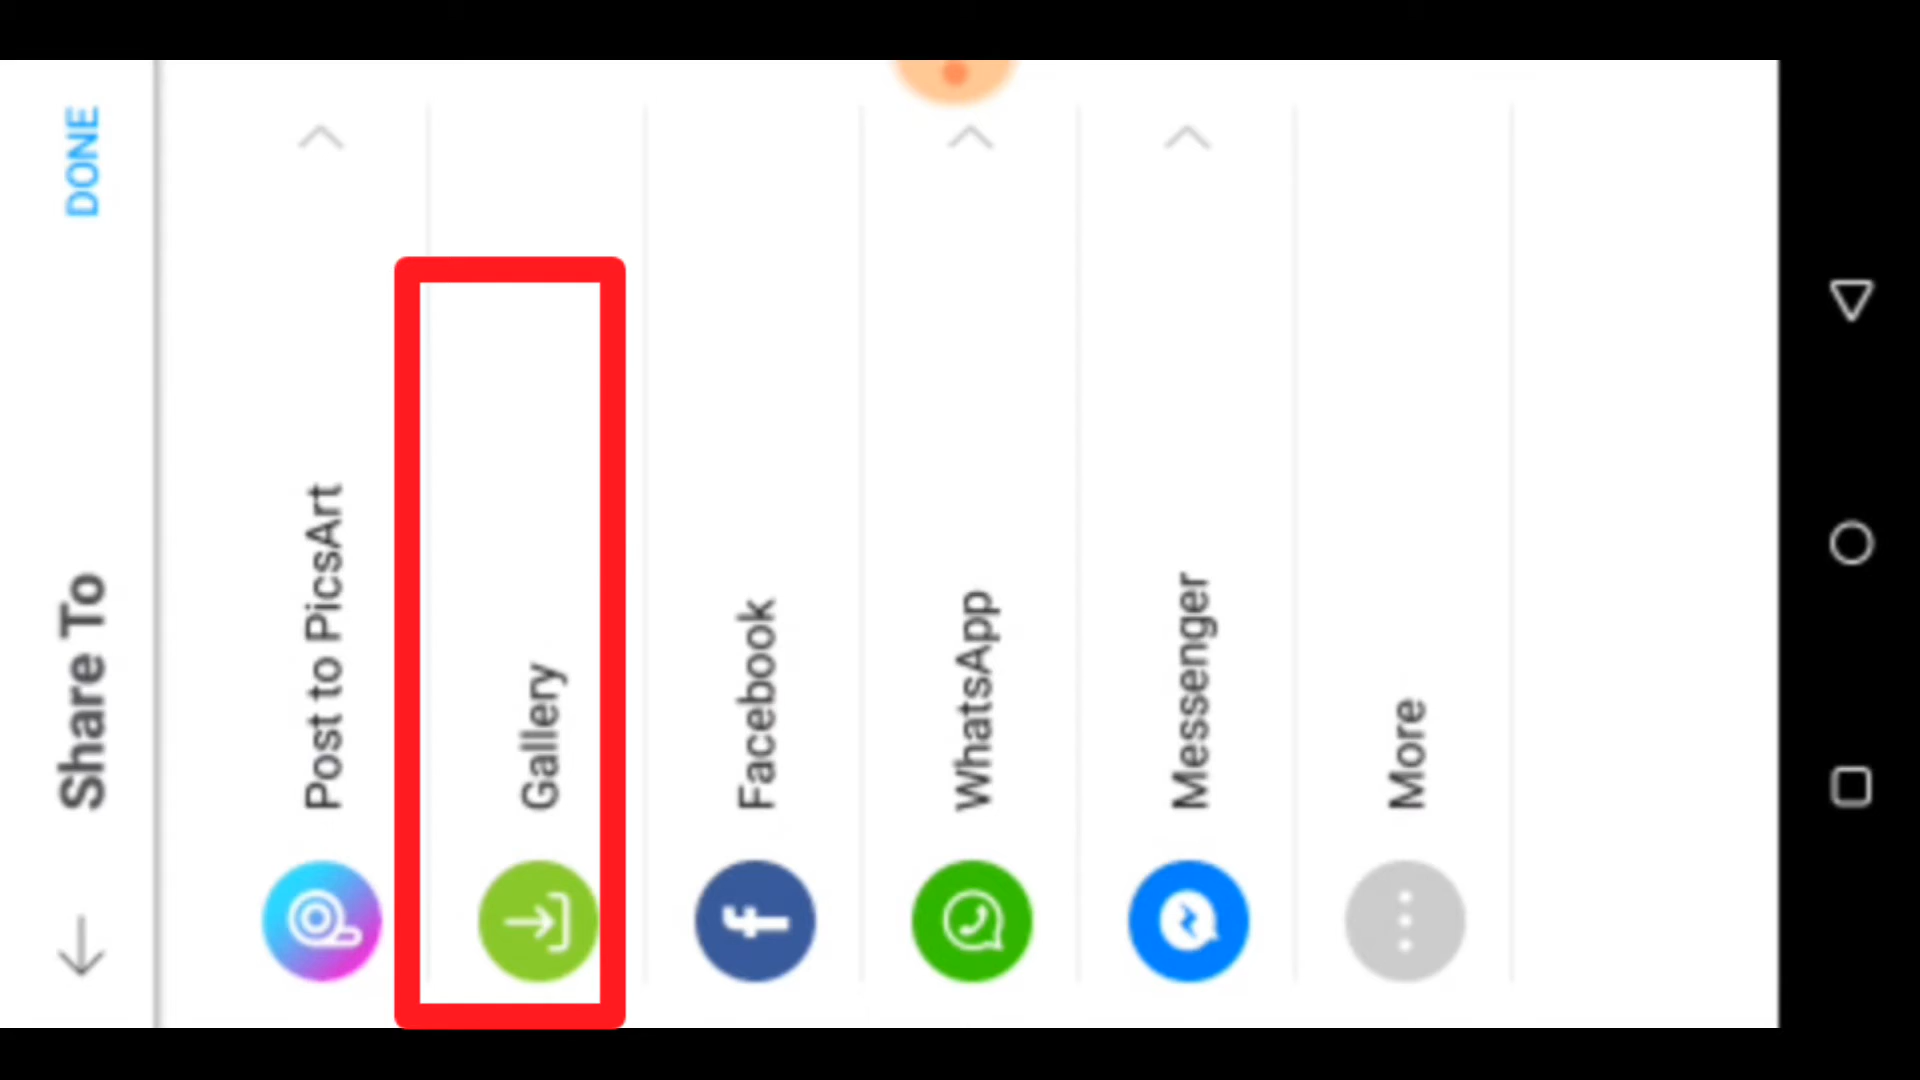 Share To
DONE
Post to PicsArt
Gallery
Facebook
WhatsApp
Messenger
More